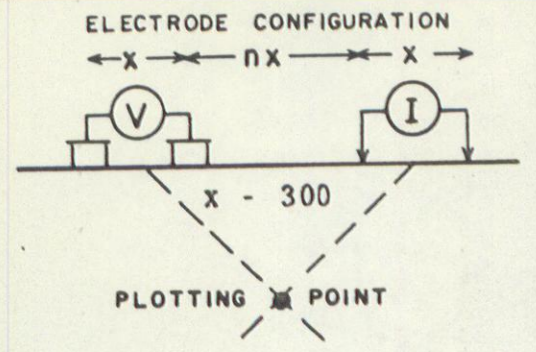 ELECTRODE CONFIGURATION
x nx x
V I
x - 300
PLOTTING POINT